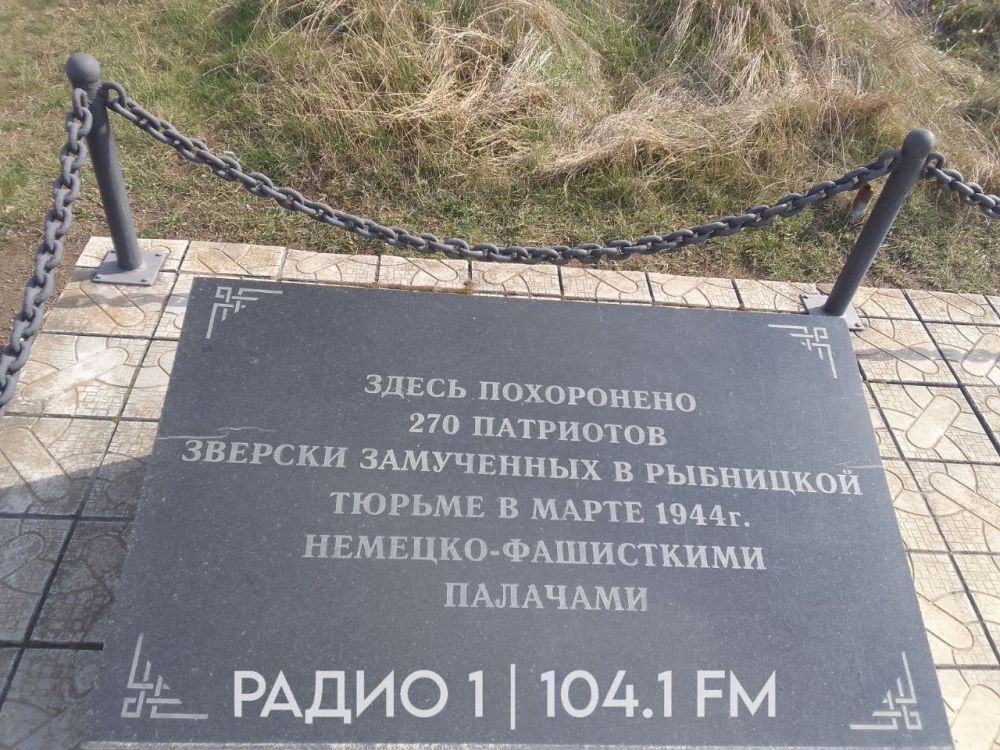 ЗДЕСЬ ПОХОРОНЕНО
270 ПАТРИОТОВ
ЗВЕРСКИ ЗАМУЧЕННЫХ В РЫБНИЦКОЙ
ТЮРЬМЕ В МАРТЕ 1944г.
НЕМЕЦКО-ФАШИСТКИМИ
ПАЛАЧАМИ
РАДИО 1 | 104.1 FM